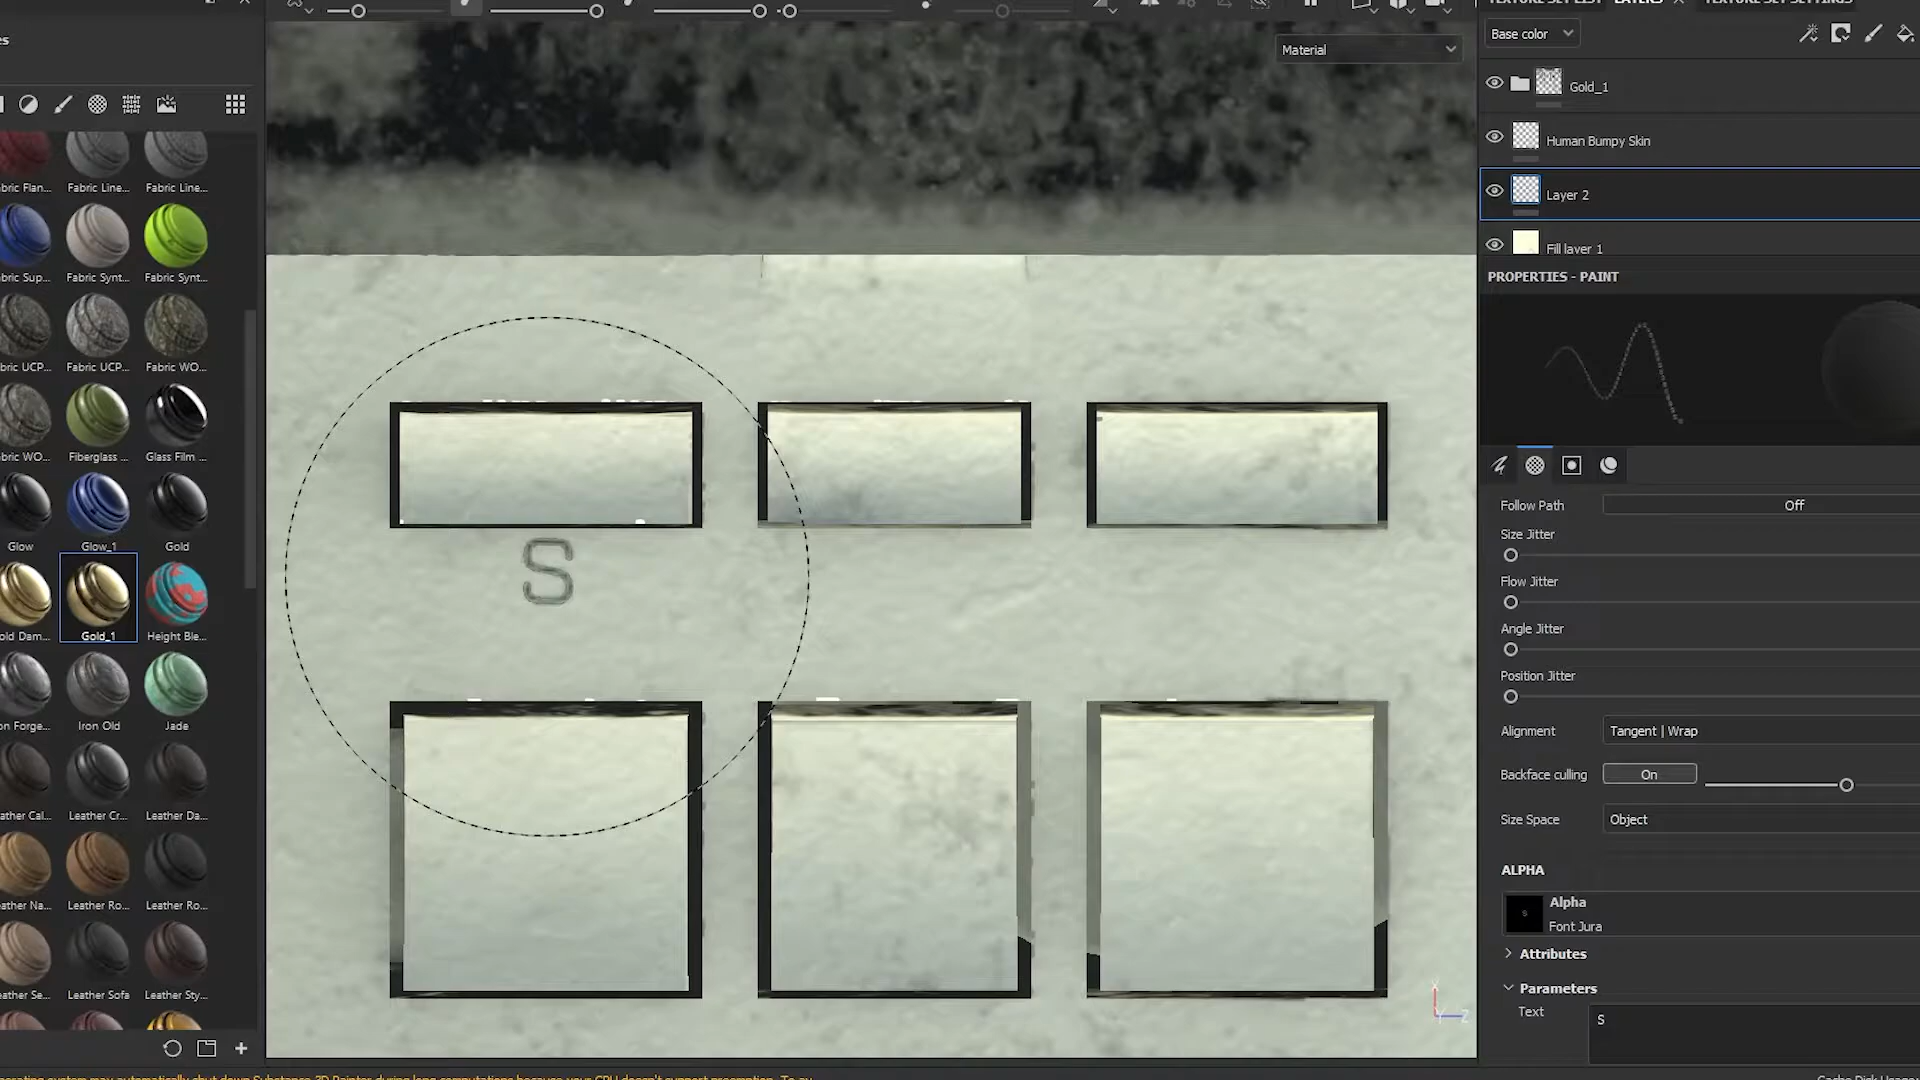 LAYERS
Base color
Material
Gold_1
Human Bumpy Skin
Layer 2
Fill layer 1
PROPERTIES - PAINT
Follow Path
Off
Size Jitter
Flow Jitter
Angle Jitter
Position Jitter
Alignment
Tangent | Wrap
Backface culling
On
Size Space
Object
ALPHA
Alpha
Font Jura
Attributes
Parameters
Text
S
S
Fabric Line...
Fabric Line...
Fabric Synt...
Fabric Synt...
Fabric UCP...
Fabric WO...
Fiberglass ...
Glass Film ...
Glow
Glow_1
Gold
Gold_1
Height Ble...
Iron Old
Jade
Leather Cr...
Leather Da...
Leather Ro...
Leather Ro...
Leather Sofa
Leather Sty...